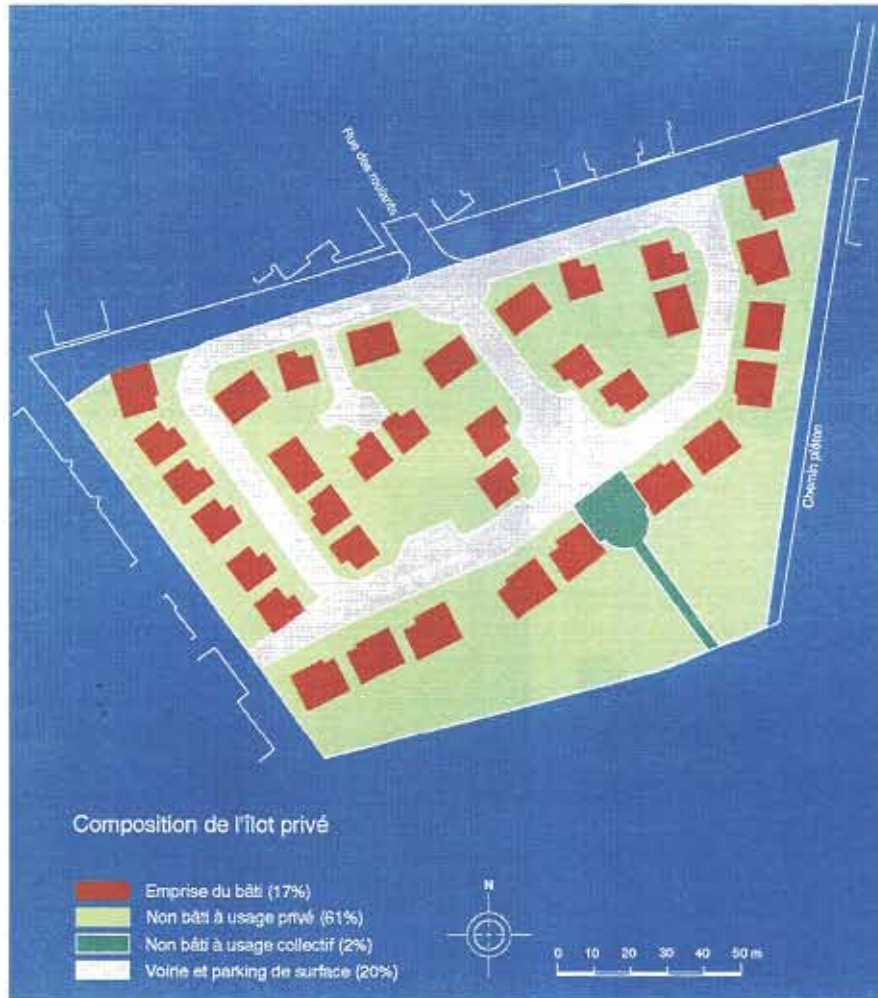 Rue des roulants
Chemin piéton
Composition de l'îlot privé
Emprise du bâti (17%)
Non bâti à usage privé (61%)
Non bâti à usage collectif (2%)
Voirie et parking de surface (20%)
N
0 10 20 30 40 50 m